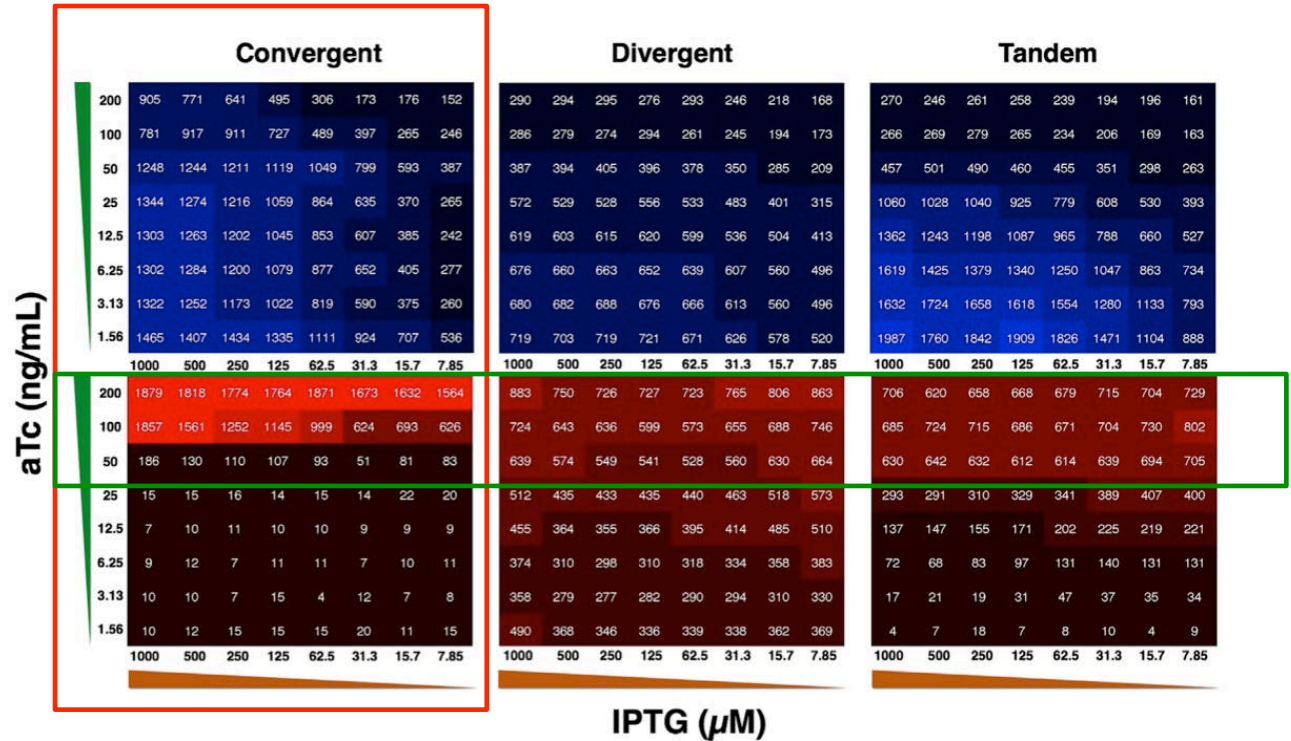 Convergent Divergent Tandem
200 905 771 641 495 306 173 176 152 290 294 295 276 293 246 218 168 270 246 261 258 239 194 196 161
100 781 917 911 727 489 397 265 246 286 279 274 294 261 245 194 173 266 269 279 265 234 206 169 163
50 1248 1244 1211 1119 1049 799 593 387 387 394 405 396 378 350 285 209 457 501 490 460 455 351 298 263
25 1344 1274 1216 1059 864 635 370 265 572 529 528 556 533 483 401 315 1060 1028 1040 925 779 608 530 393
12.5 1303 1263 1202 1045 853 607 385 242 619 603 615 620 599 536 504 413 1362 1243 1198 1087 965 788 660 527
6.25 1302 1284 1200 1079 877 652 405 277 676 660 663 652 639 607 560 496 1619 1425 1379 1340 1250 1047 863 734
3.13 1322 1252 1173 1022 819 590 375 260 680 682 688 676 666 613 560 496 1632 1724 1658 1618 1554 1280 1133 793
1.56 1465 1407 1434 1335 1111 924 707 536 719 703 719 721 671 626 578 520 1987 1760 1842 1909 1826 1471 1104 888
1000 500 250 125 62.5 31.3 15.7 7.85 1000 500 250 125 62.5 31.3 15.7 7.85 1000 500 250 125 62.5 31.3 15.7 7.85
aTc (ng/mL)
200 1879 1818 1774 1764 1871 1673 1632 1564 883 750 726 727 723 765 806 863 706 620 658 668 679 715 704 729
100 1857 1561 1252 1145 999 624 693 626 724 643 636 599 573 655 688 746 685 724 715 686 671 704 730 802
50 186 130 110 107 93 51 81 83 639 574 549 541 528 560 630 664 630 642 632 612 614 639 694 705
25 15 15 16 14 15 14 22 20 512 435 433 435 440 463 518 573 293 291 310 329 341 389 407 400
12.5 7 10 11 10 10 9 9 9 455 364 355 366 395 414 485 510 137 147 155 171 202 225 219 221
6.25 9 12 7 11 11 7 10 11 374 310 298 310 318 334 358 383 72 68 83 97 131 140 131 131
3.13 10 10 7 15 4 12 7 8 358 279 277 282 290 294 310 330 17 21 19 31 47 37 35 34
1.56 10 12 15 15 15 20 11 15 490 368 346 336 339 338 362 369 4 7 18 7 8 10 4 9
1000 500 250 125 62.5 31.3 15.7 7.85 1000 500 250 125 62.5 31.3 15.7 7.85 1000 500 250 125 62.5 31.3 15.7 7.85
IPTG (μM)